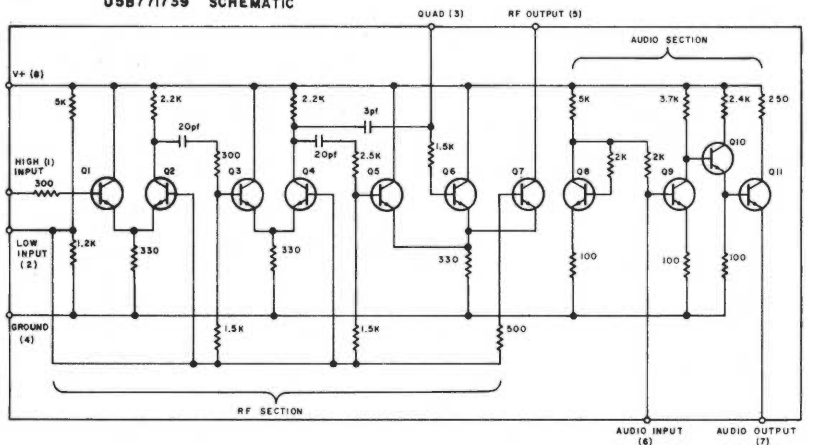 U5B771739 SCHEMATIC
QUAD (3)
RF OUTPUT (5)
AUDIO SECTION
V+ (8)
5K
2.2K
2.2K
3pf
5K
3.7K
2.4K
250
20pf
20pf
300
2.5K
1.5K
2K
2K
Q10
HIGH (1)
INPUT
300
Q1
Q2
Q3
Q4
Q5
Q6
Q7
Q8
Q9
Q11
LOW
INPUT
(2)
1.2K
330
330
330
100
100
100
GROUND
(4)
1.5K
1.5K
500
RF SECTION
AUDIO INPUT
(6)
AUDIO OUTPUT
(7)